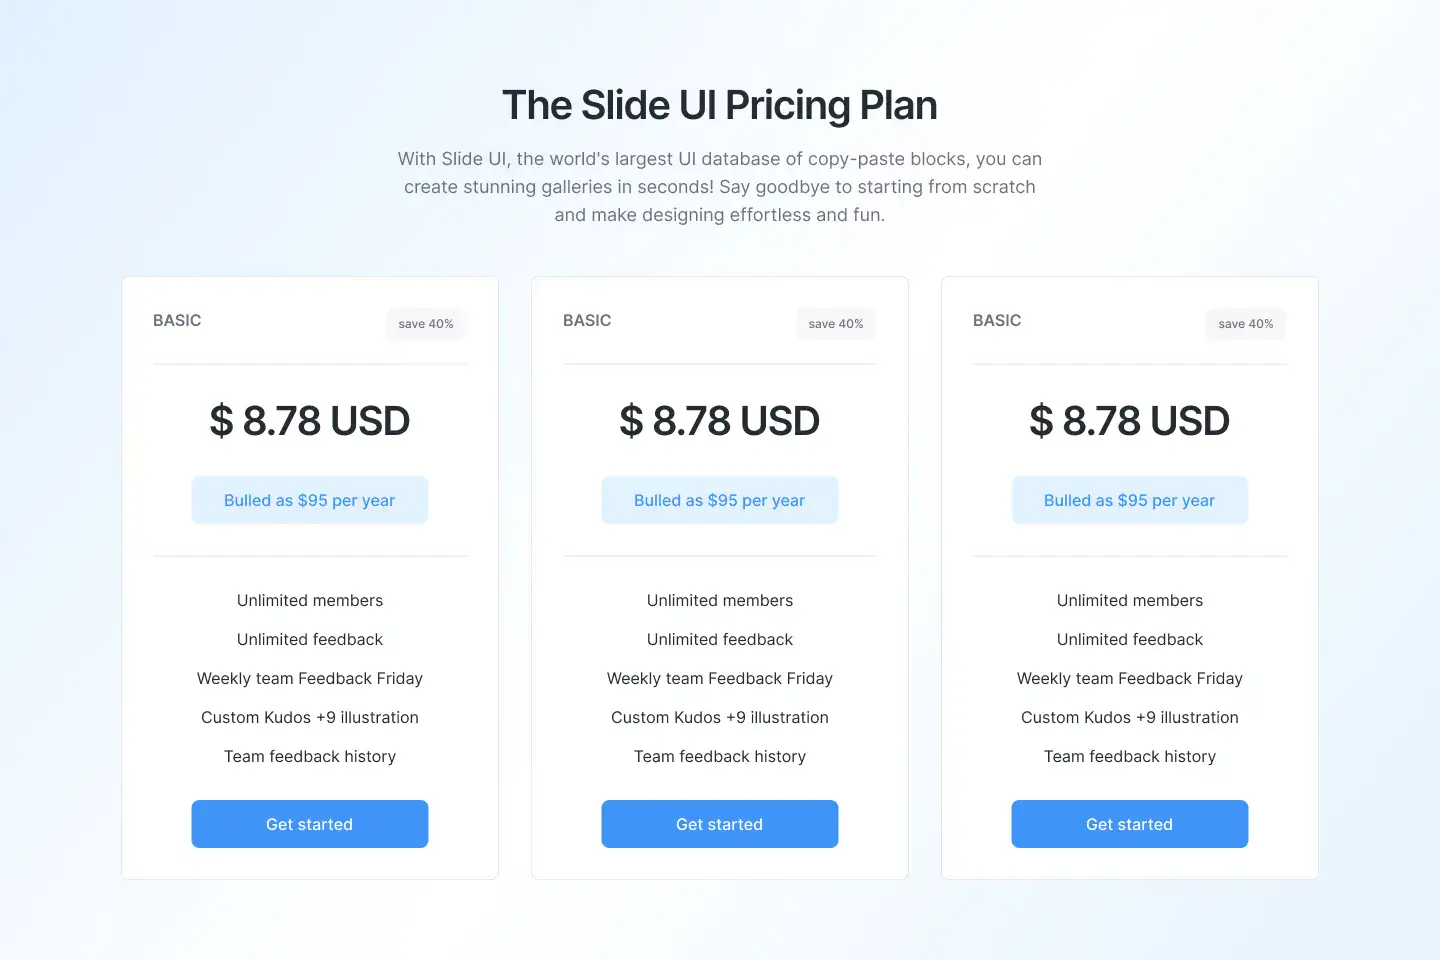 The Slide UI Pricing Plan
With Slide UI, the world's largest UI database of copy-paste blocks, you can
create stunning galleries in seconds! Say goodbye to starting from scratch
and make designing effortless and fun.
BASIC
save 40%
$ 8.78 USD
Bulled as $95 per year
Unlimited members
Unlimited feedback
Weekly team Feedback Friday
Custom Kudos +9 illustration
Team feedback history
Get started
BASIC
save 40%
$ 8.78 USD
Bulled as $95 per year
Unlimited members
Unlimited feedback
Weekly team Feedback Friday
Custom Kudos +9 illustration
Team feedback history
Get started
BASIC
save 40%
$ 8.78 USD
Bulled as $95 per year
Unlimited members
Unlimited feedback
Weekly team Feedback Friday
Custom Kudos +9 illustration
Team feedback history
Get started